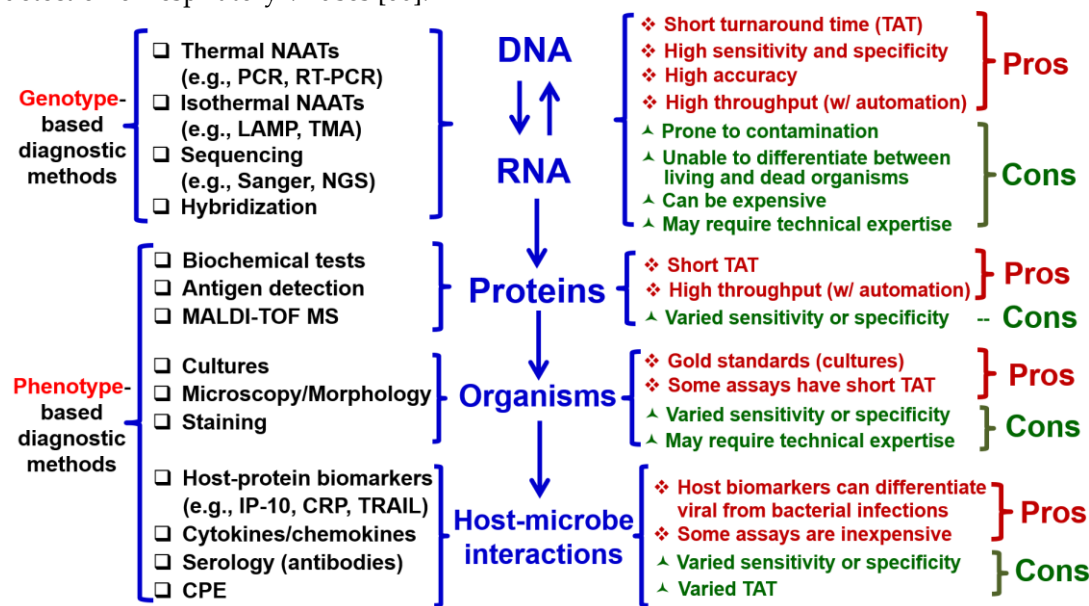 Genotype-
based
diagnostic
methods
❑ Thermal NAATs
(e.g., PCR, RT-PCR)
❑ Isothermal NAATs
(e.g., LAMP, TMA)
❑ Sequencing
(e.g., Sanger, NGS)
❑ Hybridization
DNA
RNA
❖ Short turnaround time (TAT)
❖ High sensitivity and specificity
❖ High accuracy
❖ High throughput (w/ automation)
Pros
Prone to contamination
Unable to differentiate between
living and dead organisms
Can be expensive
May require technical expertise
Cons
Phenotype-
based
diagnostic
methods
❑ Biochemical tests
❑ Antigen detection
❑ MALDI-TOF MS
Proteins
❖ Short TAT
❖ High throughput (w/ automation)
Pros
Varied sensitivity or specificity
-- Cons
❑ Cultures
❑ Microscopy/Morphology
❑ Staining
Organisms
❖ Gold standards (cultures)
❖ Some assays have short TAT
Pros
Varied sensitivity or specificity
May require technical expertise
Cons
❑ Host-protein biomarkers
(e.g., IP-10, CRP, TRAIL)
❑ Cytokines/chemokines
❑ Serology (antibodies)
❑ CPE
Host-microbe
interactions
❖ Host biomarkers can differentiate
viral from bacterial infections
❖ Some assays are inexpensive
Pros
Varied sensitivity or specificity
Varied TAT
Cons